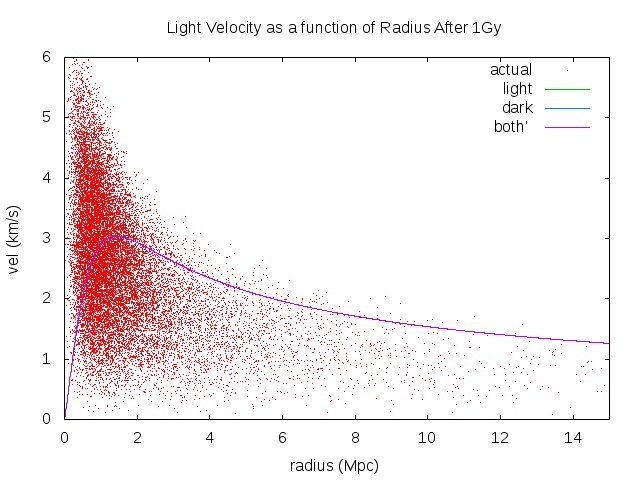 Light Velocity as a function of Radius After 1Gy
actual
light
dark
both'
vel (km/s)
6
5
4
3
2
1
0
0 2 4 6 8 10 12 14
radius (Mpc)